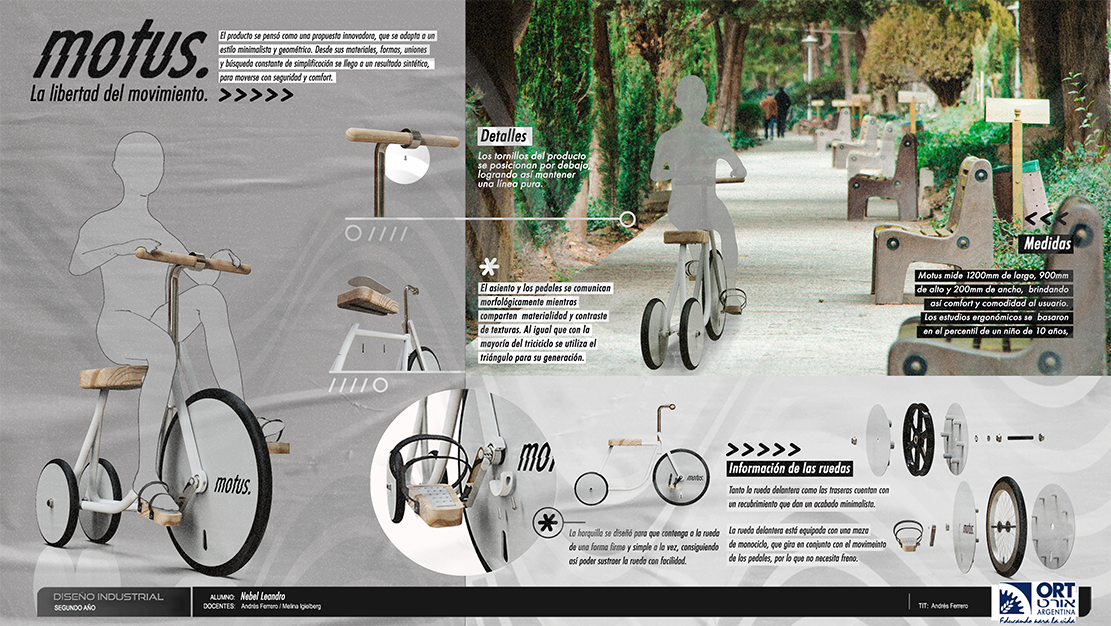 motus.
La libertad del movimiento. >>>>>
El producto se pensó como una propuesta innovadora, que se adapta a un
estilo minimalista y geométrico. Desde sus materiales, formas, uniones
y búsqueda constante de simplificación se llego a un resultado sintético,
para moverse con seguridad y comfort.
Detalles
Los tornillos del producto
se posicionan por debajo,
logrando así mantener
una línea pura.
*
El asiento y los pedales se comunican
morfológicamente mientras
comparten materialidad y contraste
de texturas. Al igual que con la
mayoría del triciciclo se utiliza el
triángulo para su generación.
<<<
Medidas
Motus mide 1200mm de largo, 900mm
de alto y 200mm de ancho, brindando
así comfort y comodidad al usuario.
Los estudios ergonómicos se basaron
en el percentil de un niño de 10 años,
motus.
mo,
motus.
*
La horquilla se diseñó para que contenga a la rueda
de una forma firme y simple a la vez, consiguiendo
así poder sustraer la rueda con facilidad.
>>>>>
Información de las ruedas
Tanto la rueda delantera como las traseras cuentan con
un recubrimiento que dan un acabado minimalista.
La rueda delantera está equipada con una maza
de monociclo, que gira en conjunto con el movimeinto
de los pedales, por lo que no necesita freno.
motus.
DISEÑO INDUSTRIAL
SEGUNDO AÑO
ALUMNO: Nebel Leandro
DOCENTES: Andrés Ferrero / Melina Igielberg
TIT: Andrés Ferrero
ORT
אורט
ARGENTINA
Educando para la vida